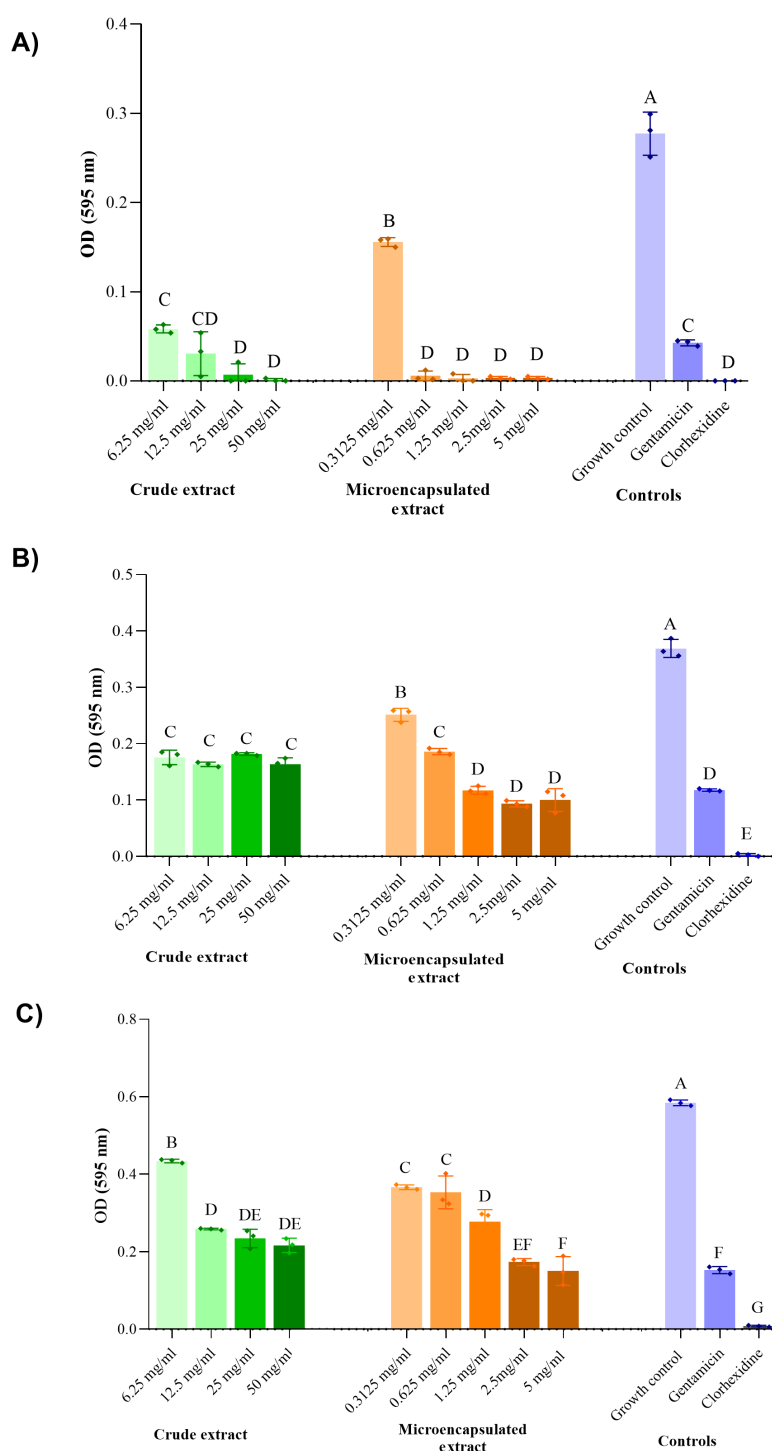 A)
OD (595 nm)
0.4
0.3
0.2
0.1
0.0
C
CD
D
D
B
D
D
D
D
A
C
D
6.25 mg/ml
12.5 mg/ml
25 mg/ml
50 mg/ml
0.3125 mg/ml
0.625 mg/ml
1.25 mg/ml
2.5mg/ml
5 mg/ml
Growth control
Gentamicin
Clorhexidine
Crude extract
Microencapsulated
extract
Controls
B)
OD (595 nm)
0.5
0.4
0.3
0.2
0.1
0.0
C
C
C
C
B
C
D
D
D
A
D
E
6.25 mg/ml
12.5 mg/ml
25 mg/ml
50 mg/ml
0.3125 mg/ml
0.625 mg/ml
1.25 mg/ml
2.5mg/ml
5 mg/ml
Growth control
Gentamicin
Clorhexidine
Crude extract
Microencapsulated
extract
Controls
C)
OD (595 nm)
0.8
0.6
0.4
0.2
0.0
B
D
DE
DE
C
C
D
EF
F
A
F
G
6.25 mg/ml
12.5 mg/ml
25 mg/ml
50 mg/ml
0.3125 mg/ml
0.625 mg/ml
1.25 mg/ml
2.5mg/ml
5 mg/ml
Growth control
Gentamicin
Clorhexidine
Crude extract
Microencapsulated
extract
Controls